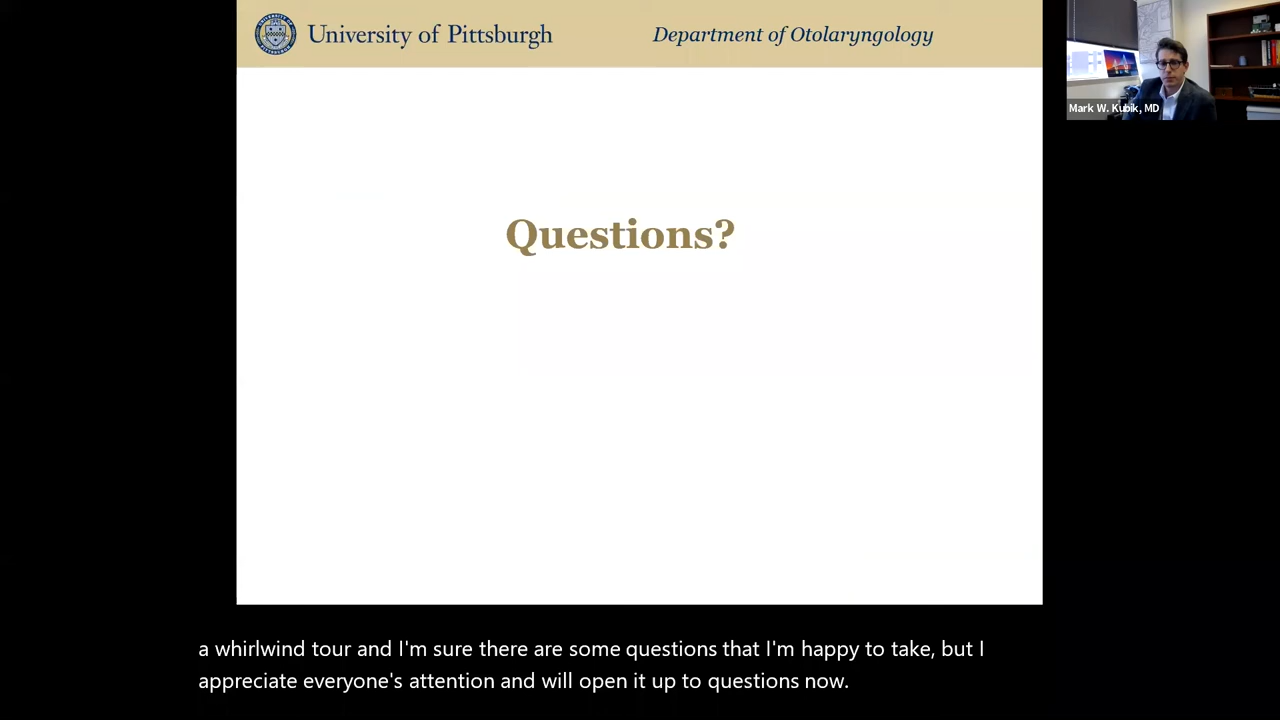 University of Pittsburgh
Department of Otolaryngology
Mark W. Kubik, MD
Questions?
a whirlwind tour and I'm sure there are some questions that I'm happy to take, but I
appreciate everyone's attention and will open it up to questions now.